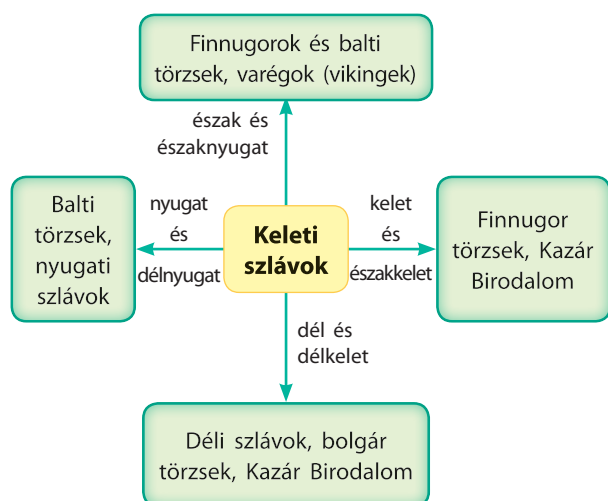 Finnugorok és balti
törzsek, varégok (vikingek)
észak és
északnyugat
Balti
törzsek,
nyugati
szlávok
nyugat
és
délnyugat
Keleti
szlávok
kelet
és
északkelet
Finnugor
törzsek, Kazár
Birodalom
dél és
délkelet
Déli szlávok, bolgár
törzsek, Kazár Birodalom